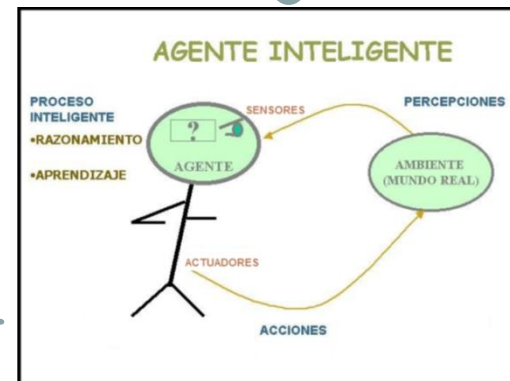 AGENTE INTELIGENTE
PROCESO
INTELIGENTE
•RAZONAMIENTO
•APRENDIZAJE
SENSORES
?
AGENTE
PERCEPCIONES
AMBIENTE
(MUNDO REAL)
ACTUADORES
ACCIONES